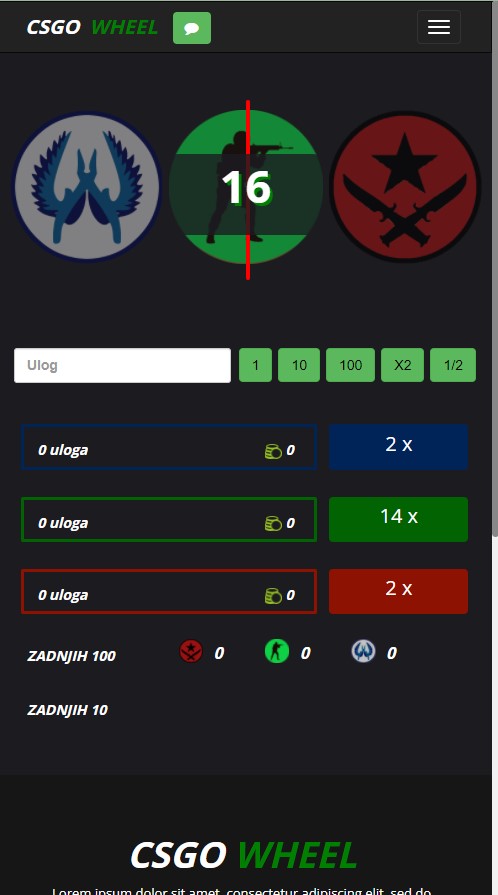 CSGO WHEEL
16
Ulog 1 10 100 X2 1/2
0 uloga 0 2 x
0 uloga 0 14 x
0 uloga 0 2 x
ZADNJIH 100 0 0 0
ZADNJIH 10
CSGO WHEEL
Lorem ipsum dolor sit amet, consectetur adipiscing elit, sed do